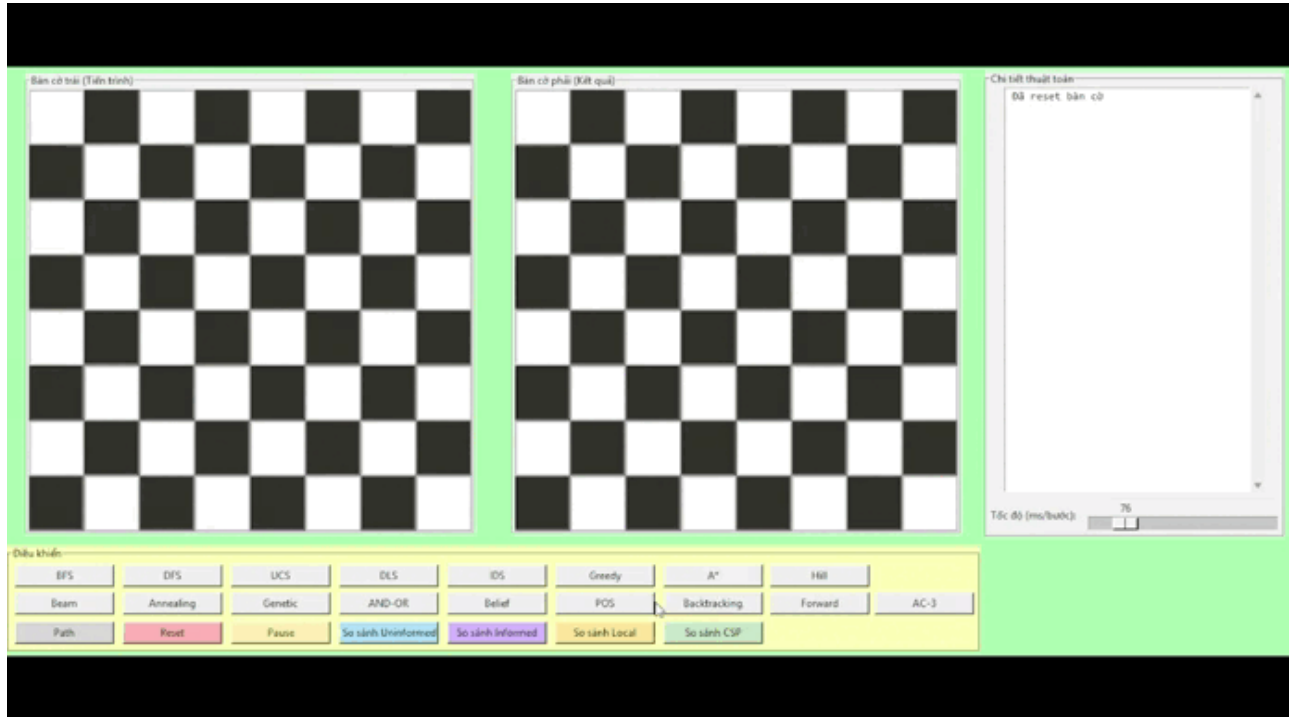 Bàn cờ trái (Tiến trình)
Bàn cờ phải (Kết quả)
Chi tiết thuật toán
Đã reset bàn cờ
Tốc độ (ms/bước):
76
Điều khiển
BFS DFS UCS DLS IDS Greedy A* Hill
Beam Annealing Genetic AND-OR Belief POS Backtracking Forward AC-3
Path Reset Pause So sánh Uninformed So sánh Informed So sánh Local So sánh CSP